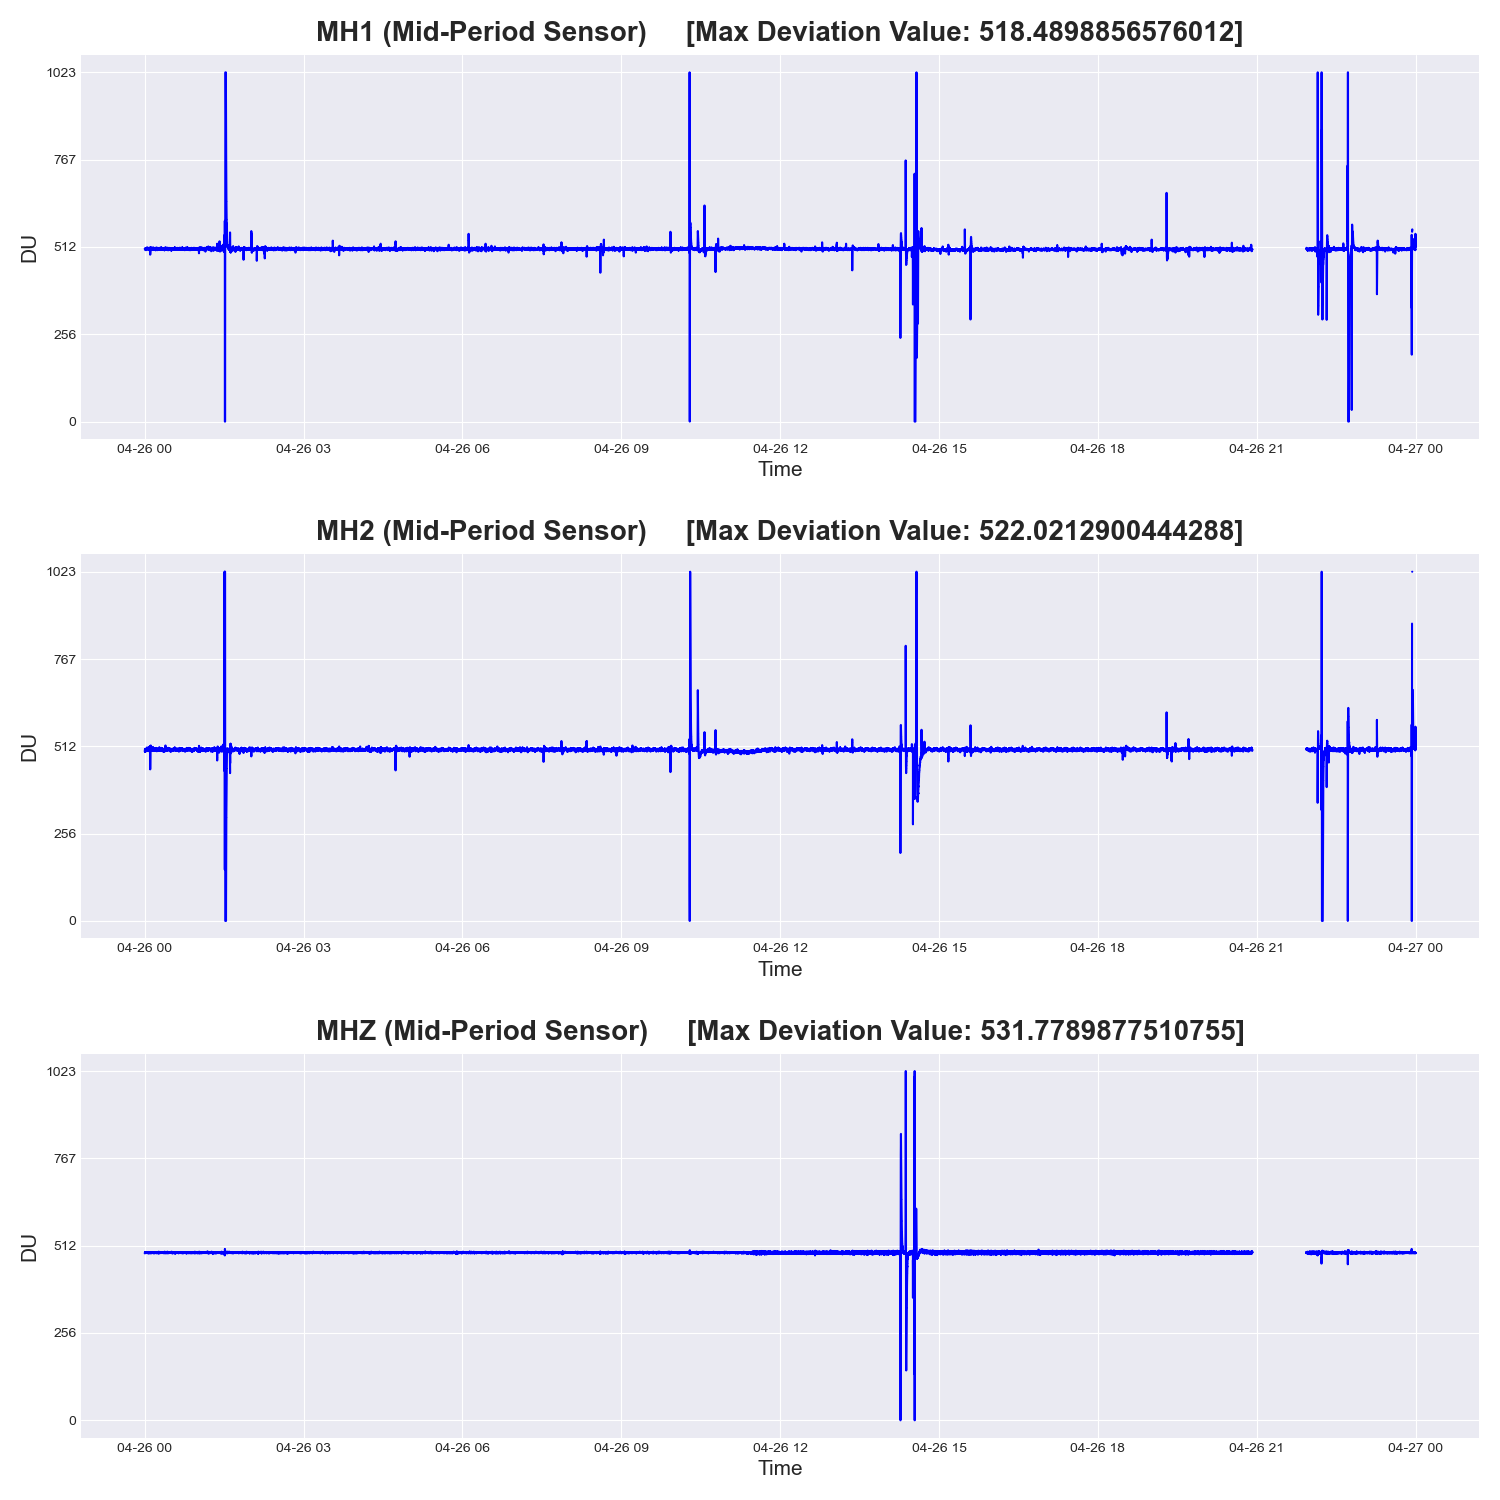 MH1 (Mid-Period Sensor) [Max Deviation Value: 518.4898856576012]
1023
767
512
256
0
DU
04-26 00 04-26 03 04-26 06 04-26 09 04-26 12 04-26 15 04-26 18 04-26 21 04-27 00
Time
MH2 (Mid-Period Sensor) [Max Deviation Value: 522.0212900444288]
1023
767
512
256
0
DU
04-26 00 04-26 03 04-26 06 04-26 09 04-26 12 04-26 15 04-26 18 04-26 21 04-27 00
Time
MHZ (Mid-Period Sensor) [Max Deviation Value: 531.7789877510755]
1023
767
512
256
0
DU
04-26 00 04-26 03 04-26 06 04-26 09 04-26 12 04-26 15 04-26 18 04-26 21 04-27 00
Time